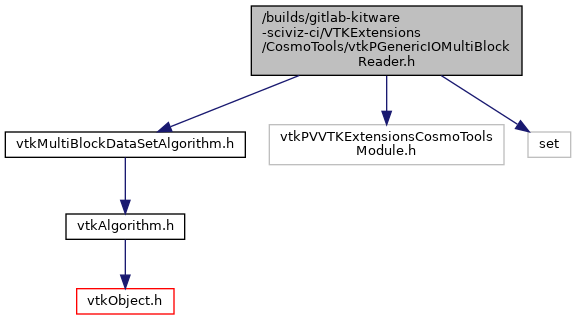 /builds/gitlab-kitware
-sciviz-ci/VTKExtensions
/CosmoTools/vtkPGenericIOMultiBlock
Reader.h
vtkMultiBlockDataSetAlgorithm.h
vtkPVVTKExtensionsCosmoTools
Module.h
set
vtkAlgorithm.h
vtkObject.h